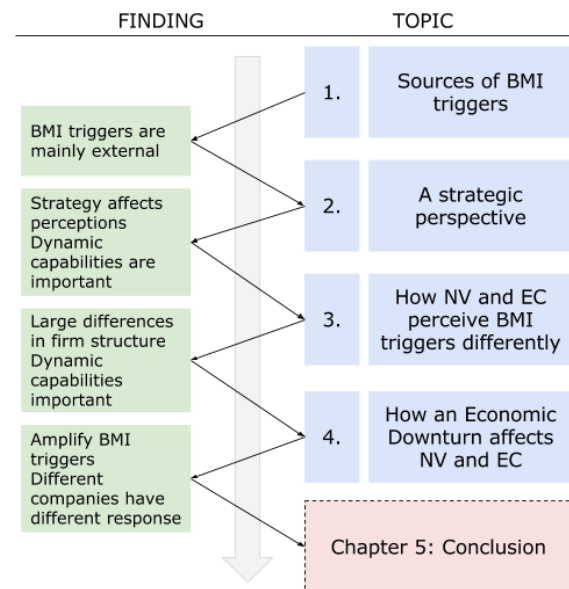 FINDING
TOPIC
1.
Sources of BMI
triggers
BMI triggers are
mainly external
2.
A strategic
perspective
Strategy affects
perceptions
Dynamic
capabilities are
important
3.
How NV and EC
perceive BMI
triggers differently
Large differences
in firm structure
Dynamic
capabilities
important
4.
How an Economic
Downturn affects
NV and EC
Amplify BMI
triggers
Different
companies have
different response
Chapter 5: Conclusion